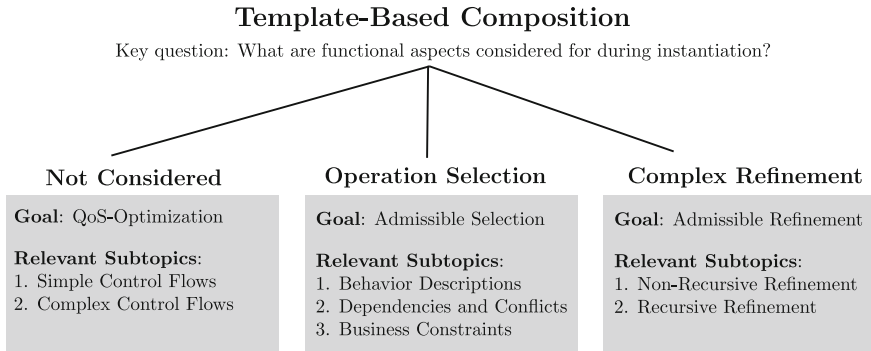 Template-Based Composition
Key question: What are functional aspects considered for during instantiation?
Not Considered
Goal: QoS-Optimization
Relevant Subtopics:
1. Simple Control Flows
2. Complex Control Flows
Operation Selection
Goal: Admissible Selection
Relevant Subtopics:
1. Behavior Descriptions
2. Dependencies and Conflicts
3. Business Constraints
Complex Refinement
Goal: Admissible Refinement
Relevant Subtopics:
1. Non-Recursive Refinement
2. Recursive Refinement